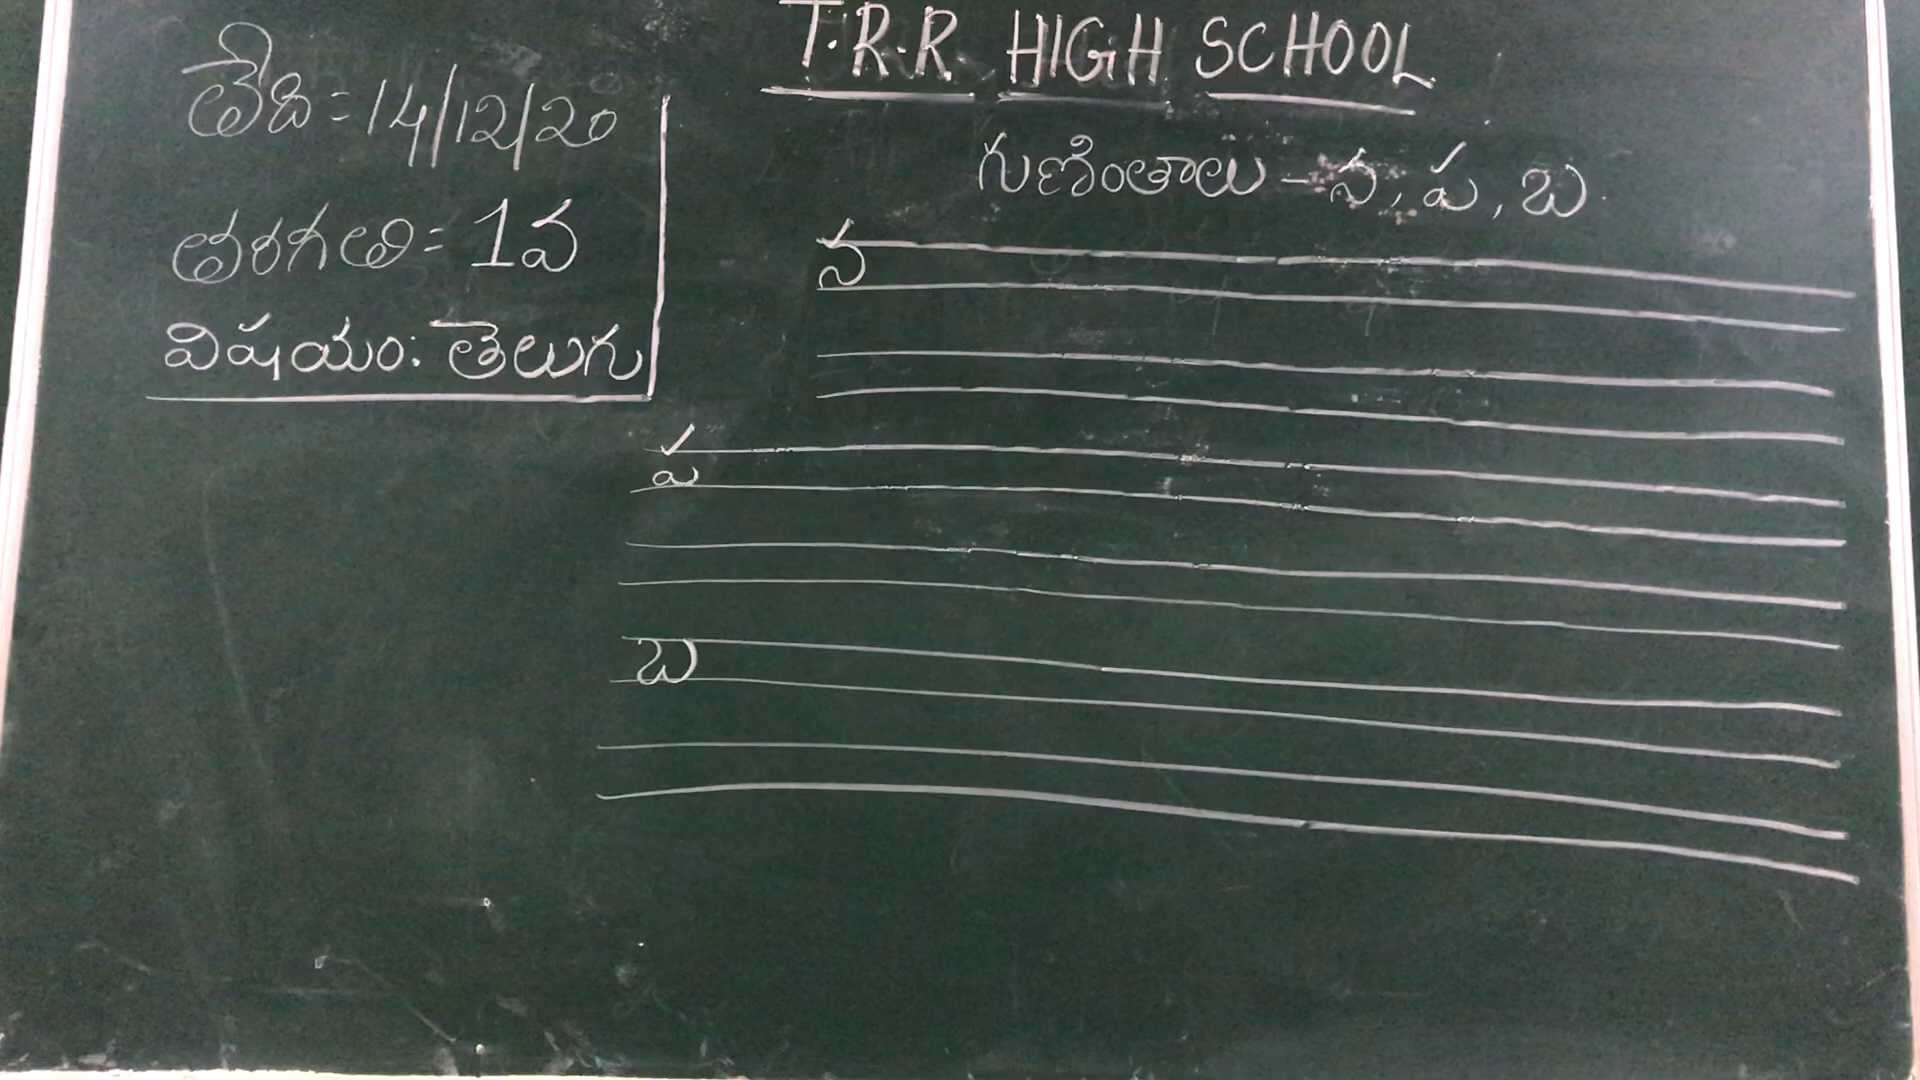 T.R.R HIGH SCHOOL
తేది = 14/12/20
తరగతి = 1వ
విషయం: తెలుగు
గుణింతాలు - న, ప, బ
న
ప
బ